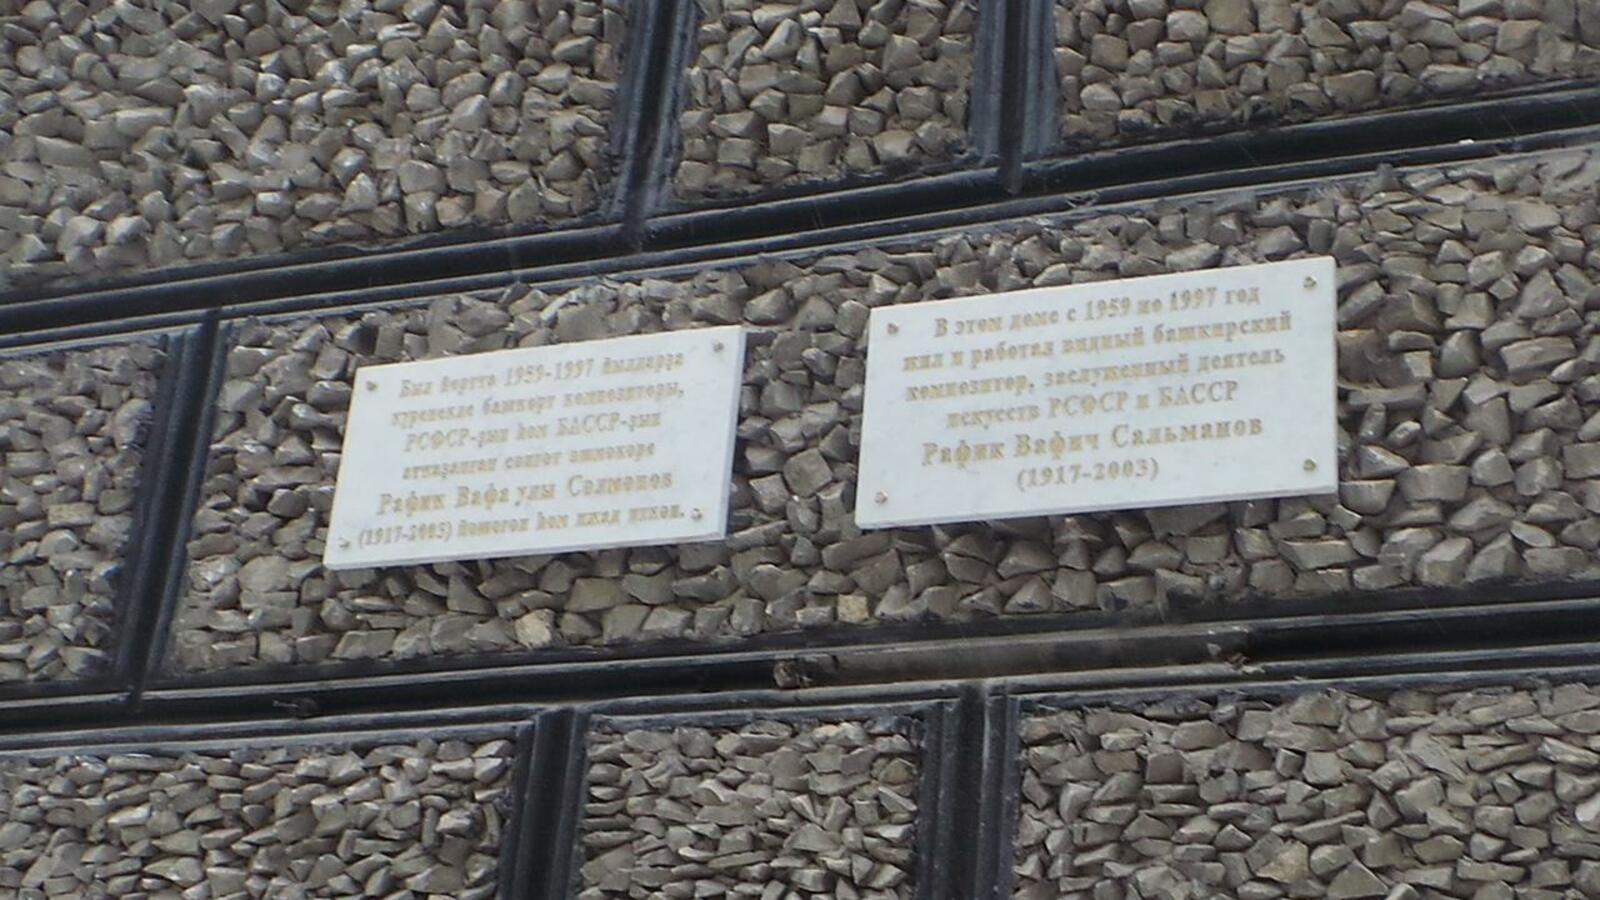 Был йортта 1959-1997 йылларҙа
күренекле башҡорт композиторы,
РСФСР-ҙың һәм БАССР-ҙың
атҡаҙанған сәнғәт эшмәкәре
Рафиҡ Вафа улы Сәлмәнов
(1917-2003) йәшәгән һәм ижад иткән.
В этом доме с 1959 по 1997 год
жил и работал видный башкирский
композитор, заслуженный деятель
искусств РСФСР и БАССР
Рафик Вафич Сальманов
(1917-2003)